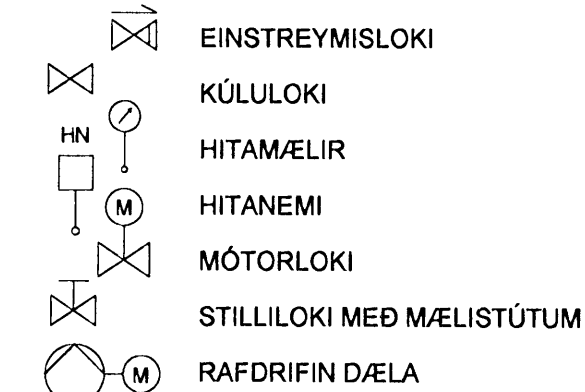 EINSTREYMISLOKI
KÚLULOKI
HITAMÆLIR
HN
HITANEMI
M
MÓTORLOKI
STILLILOKI MEÐ MÆLISTÚTUM
M
RAFDRIFIN DÆLA